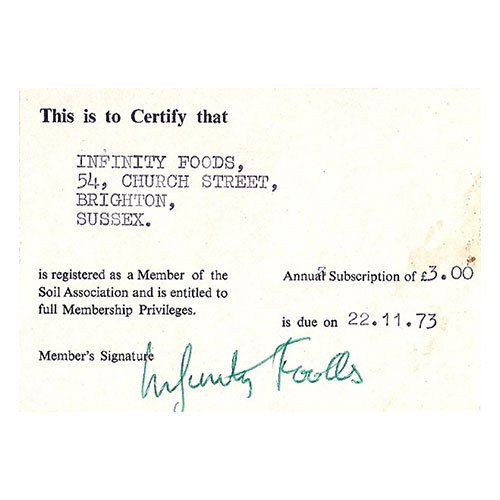 This is to Certify that
INFINITY FOODS,
54, CHURCH STREET,
BRIGHTON,
SUSSEX.
is registered as a Member of the
Soil Association and is entitled to
full Membership Privileges.
Annual Subscription of £3.00
is due on 22.11.73
Member's Signature Infinity Foods